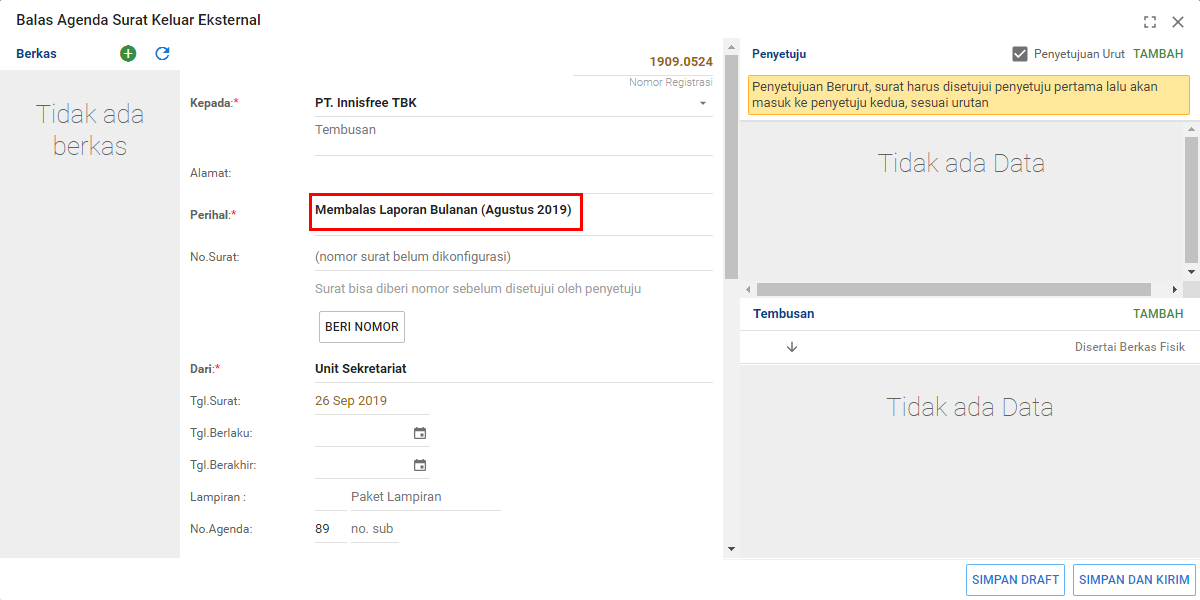 Balas Agenda Surat Keluar Eksternal
Berkas
Tidak ada
berkas
1909.0524
Nomor Registrasi
Kepada:*
PT. Innisfree TBK
Tembusan
Alamat:
Perihal:*
Membalas Laporan Bulanan (Agustus 2019)
No.Surat:
(nomor surat belum dikonfigurasi)
Surat bisa diberi nomor sebelum disetujui oleh penyetuju
BERI NOMOR
Dari:*
Unit Sekretariat
Tgl.Surat:
26 Sep 2019
Tgl.Berlaku:
Tgl.Berakhir:
Lampiran :
Paket Lampiran
No.Agenda:
89
no. sub
Penyetuju
Penyetujuan Urut
TAMBAH
Penyetujuan Berurut, surat harus disetujui penyetuju pertama lalu akan
masuk ke penyetuju kedua, sesuai urutan
Tidak ada Data
Tembusan
TAMBAH
Disertai Berkas Fisik
Tidak ada Data
SIMPAN DRAFT
SIMPAN DAN KIRIM